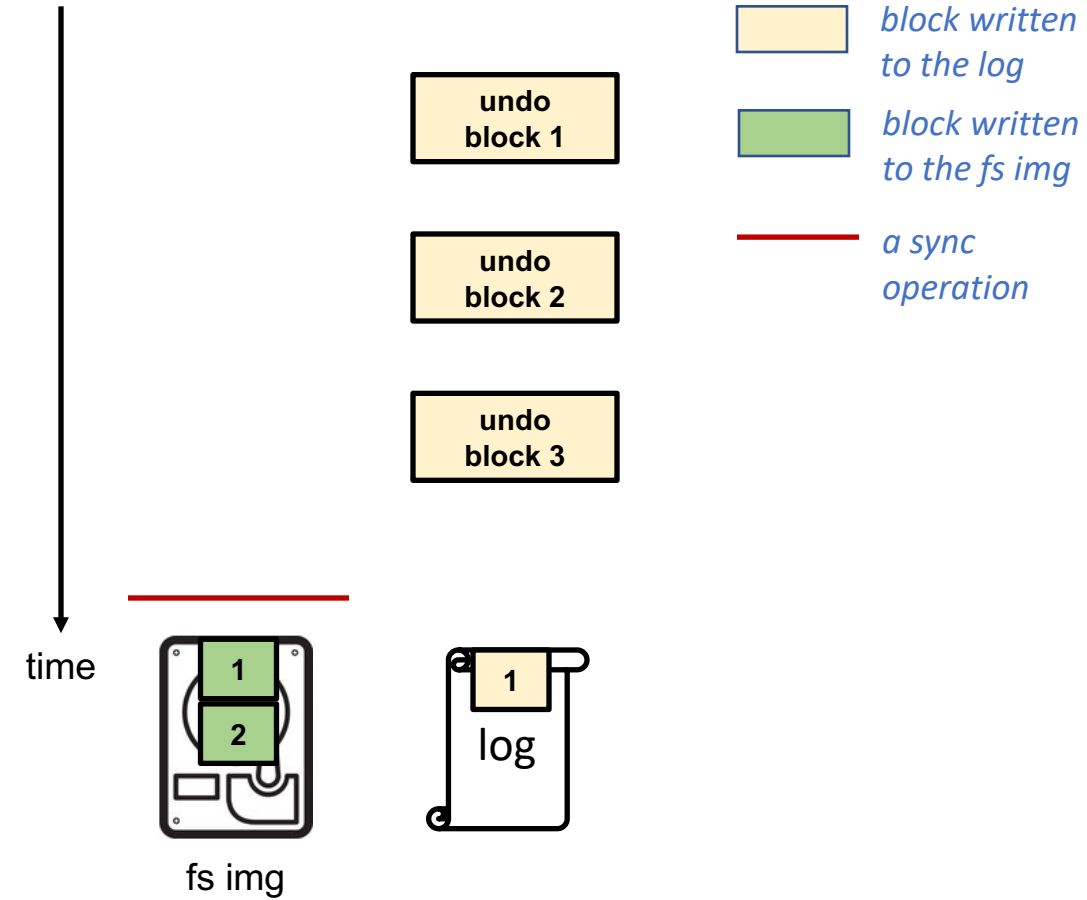 block written
to the log
undo
block 1
block written
to the fs img
undo
block 2
a sync
operation
undo
block 3
time
1
2
fs img
1
log